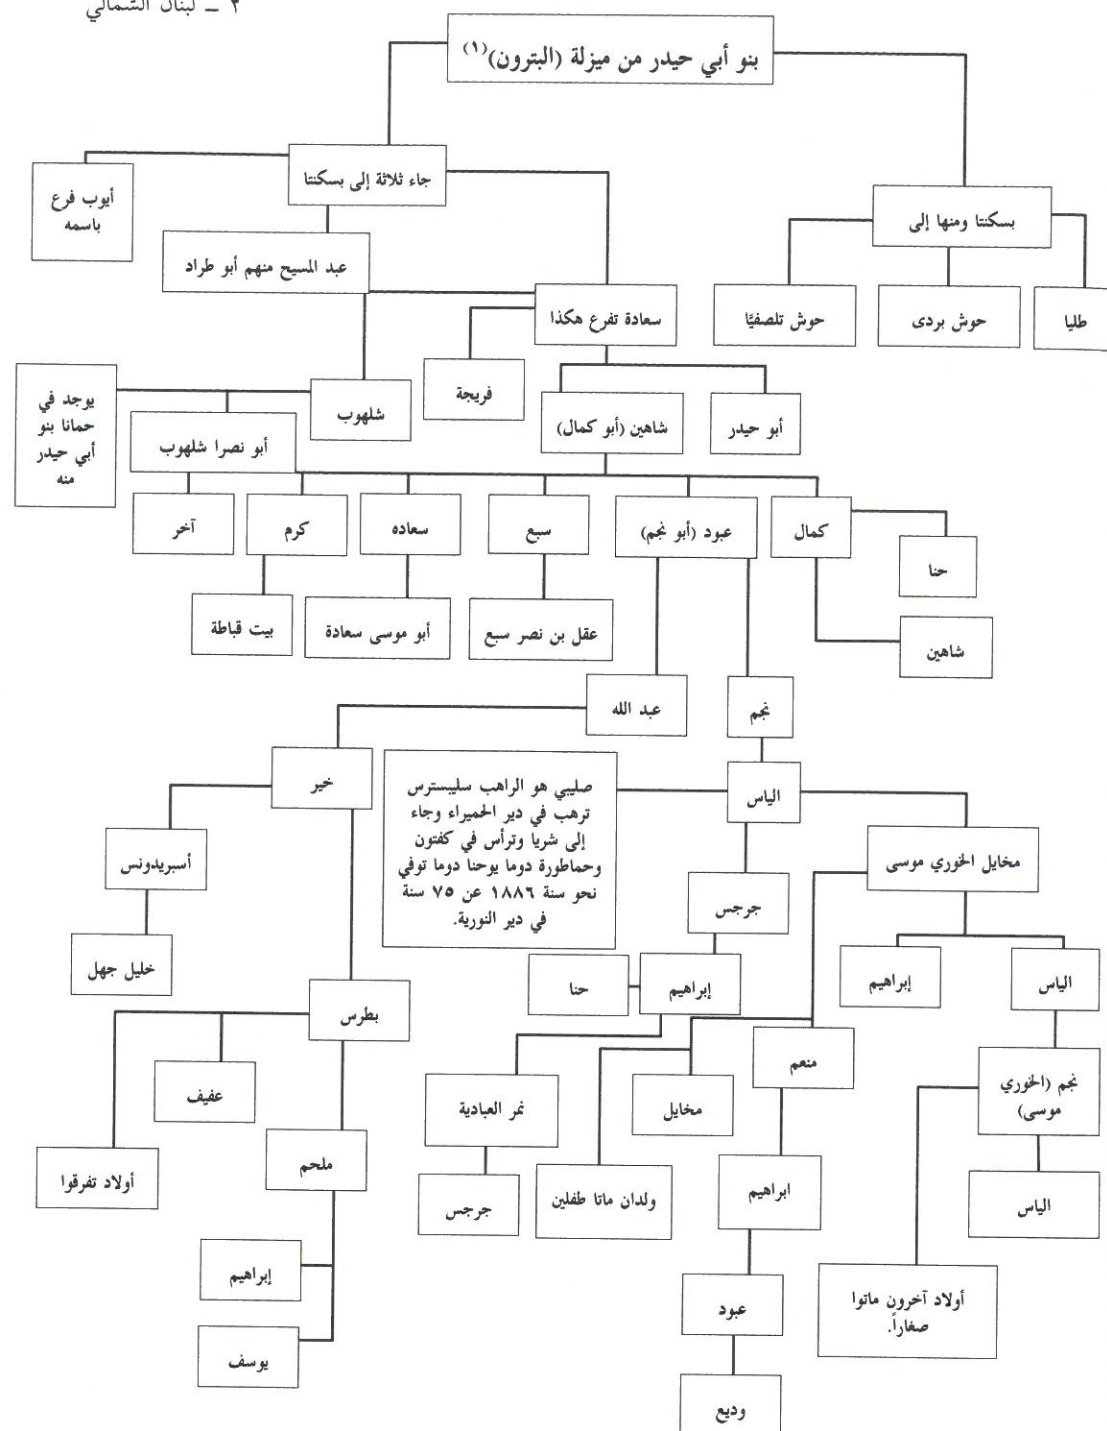 ٢ ــ لبنان الشمالي
بنو أبي حيدر من ميزلة (البترون)(١)
جاء ثلاثة إلى بسكنتا
أيوب فرع
باسمه
بسكنتا ومنها إلى
عبد المسيح منهم أبو طراد
طليا
حوش بردى
حوش تلصفيًا
سعادة تفرع هكذا
فريجة
شلهوب
يوجد في
حمانا بنو
أبي حيدر
منه
أبو حيدر
شاهين (أبو كمال)
أبو نصرا شلهوب
كمال
عبود (أبو نجم)
سبع
سعاده
كرم
آخر
حنا
شاهين
عقل بن نصر سبع
أبو موسى سعادة
بيت قباطة
نجم
عبد الله
خير
الياس
صليبي هو الراهب سليبسترس
ترهب في دير الحميراء وجاء
إلى شريا وترأس في كفتون
وحماطورة دوما يوحنا دوما توفي
نحو سنة ١٨٨٦ عن ٧٥ سنة
في دير النورية.
مخايل الخوري موسى
أسبريدونس
جرجس
خليل جهل
الياس
إبراهيم
إبراهيم
حنا
بطرس
منعم
نجم (الخوري
موسى)
مخايل
نمر العبادية
عفيف
ملحم
أولاد تفرقوا
الياس
ابراهيم
ولدان ماتا طفلين
جرجس
إبراهيم
أولاد آخرون ماتوا
صغاراً.
عبود
يوسف
وديع